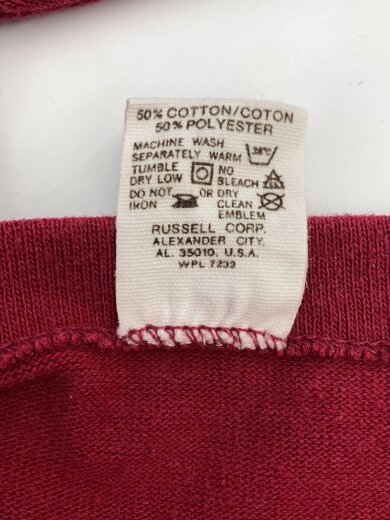 50% COTTON/COTON
50% POLYESTER
MACHINE WASH
SEPARATELY WARM 38°C
TUMBLE NO
DRY LOW BLEACH
DO NOT OR DRY
IRON CLEAN
EMBLEM
RUSSELL CORP.
ALEXANDER CITY,
AL. 35010, U.S.A.
WPL 7232